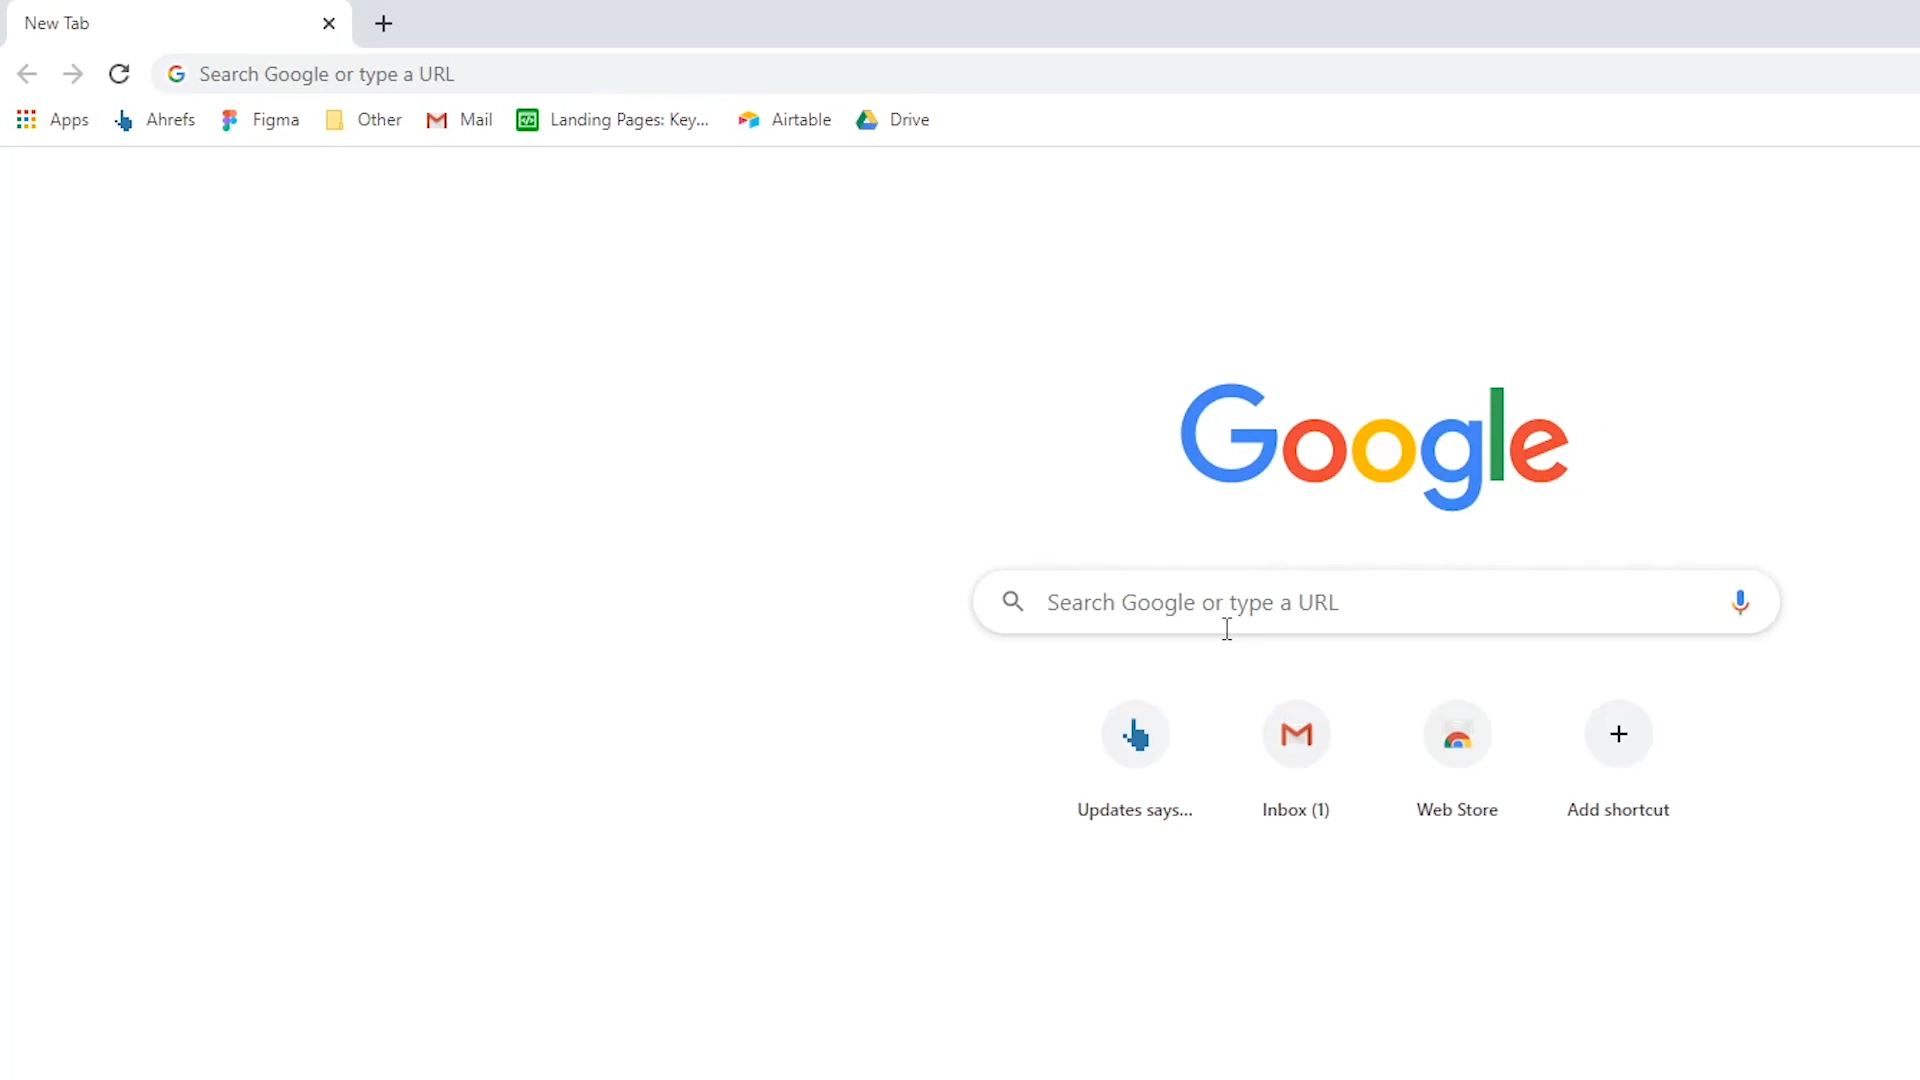 New Tab
Search Google or type a URL
Apps Ahrefs Figma Other Mail Landing Pages: Key... Airtable Drive
Google
Search Google or type a URL
Updates says... Inbox (1) Web Store Add shortcut